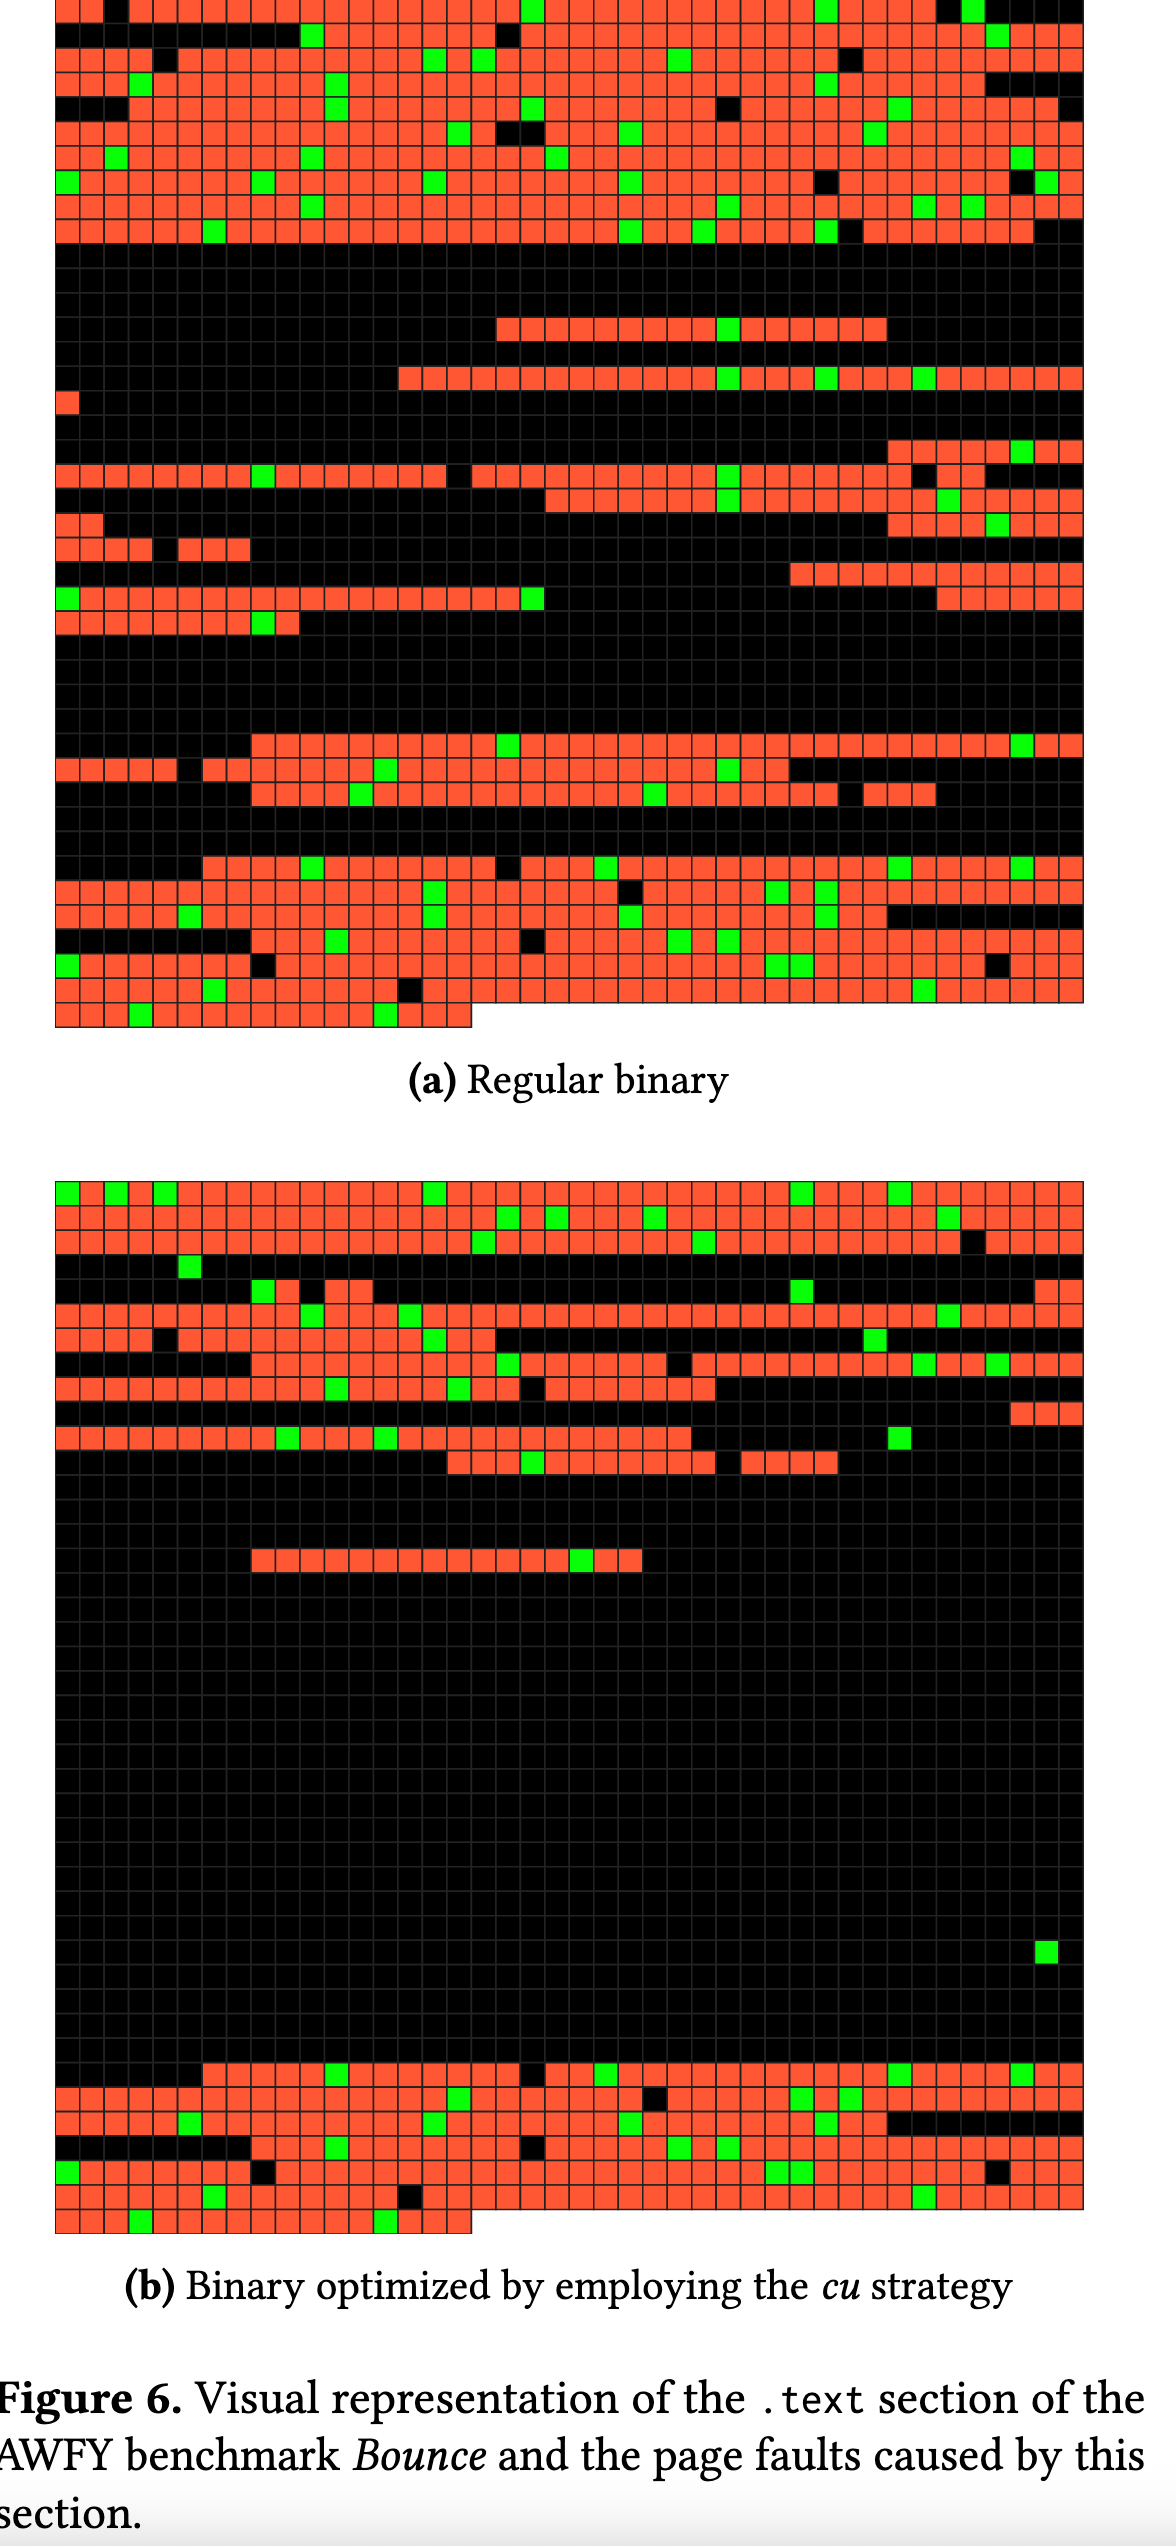 (a) Regular binary
(b) Binary optimized by employing the cu strategy
Figure 6. Visual representation of the .text section of the
AWFY benchmark Bounce and the page faults caused by this
section.